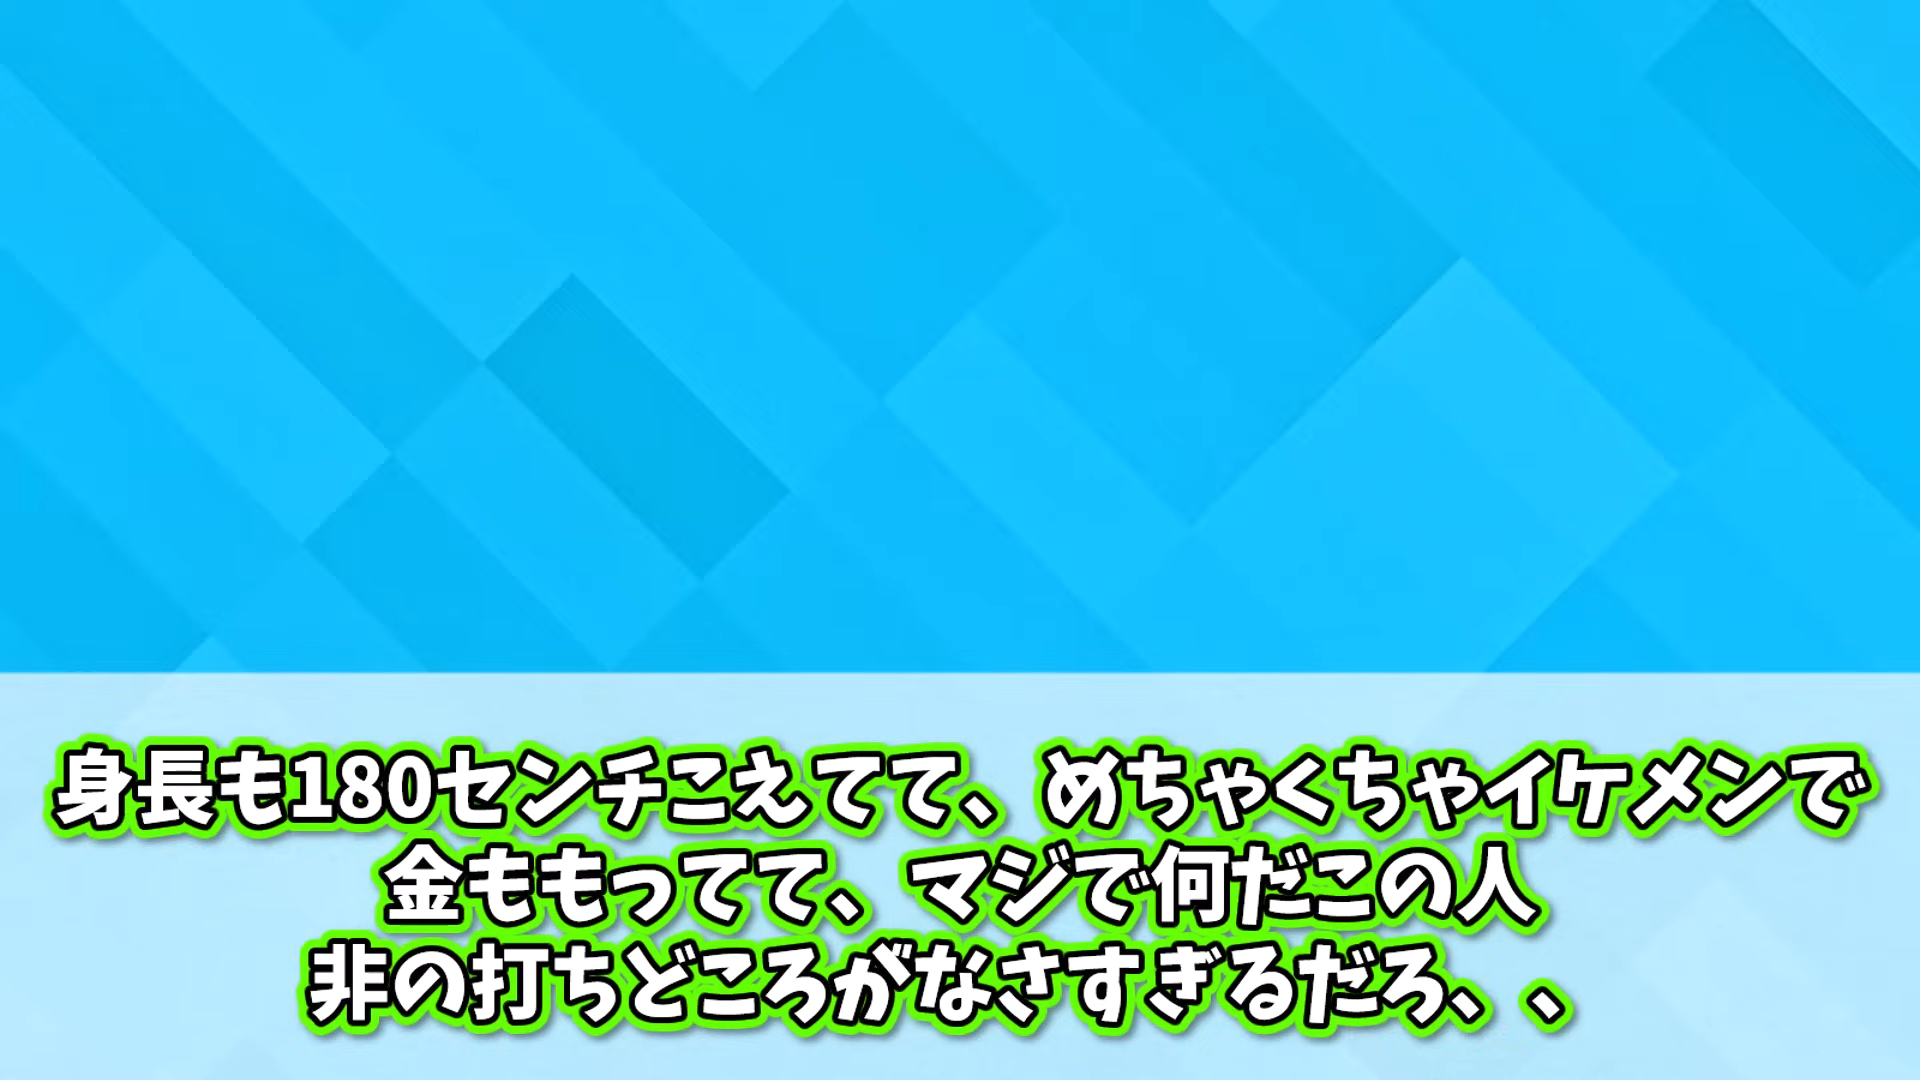 身長も180センチこえてて、めちゃくちゃイケメンで
金ももってて、マジで何だこの人
非の打ちどころがなさすぎるだろ、、